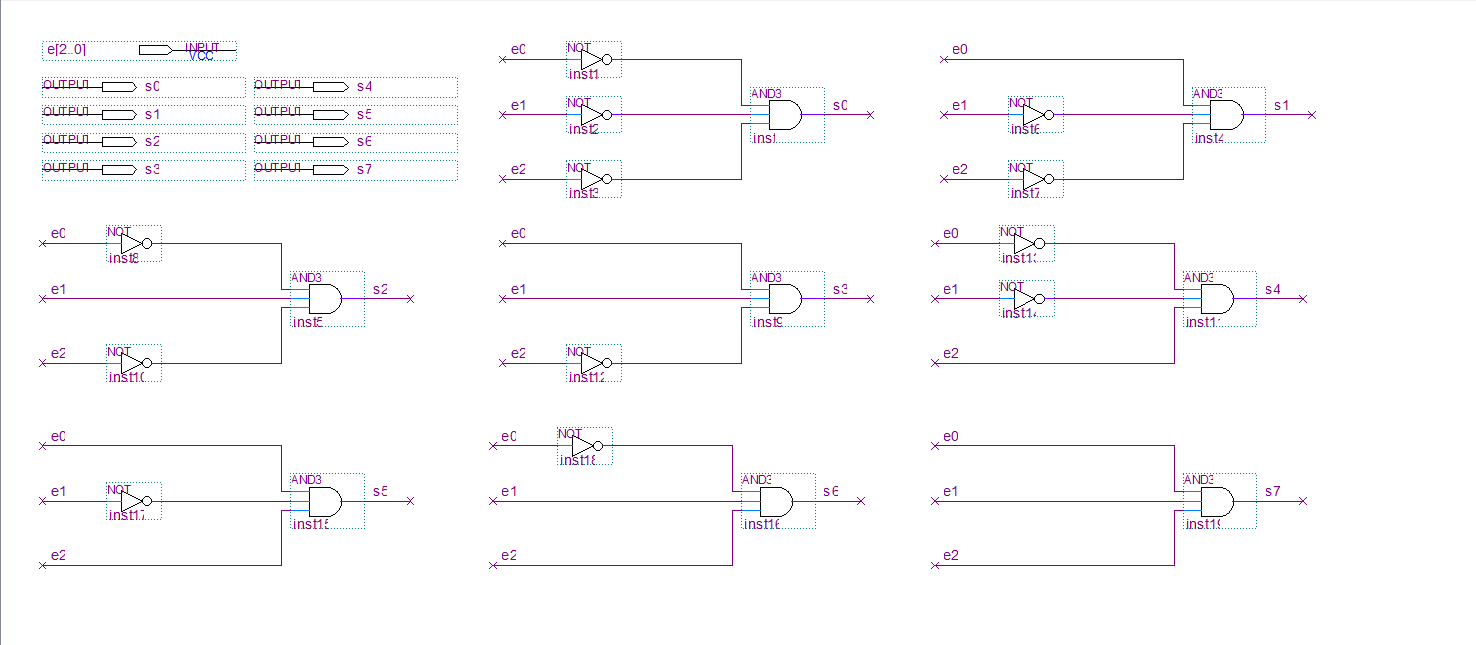 e[2..0] INPUT
VCC
OUTPUT s0 OUTPUT s4
OUTPUT s1 OUTPUT s5
OUTPUT s2 OUTPUT s6
OUTPUT s3 OUTPUT s7
e0 NOT
inst1
e1 NOT AND3 s0
inst2 inst
e2 NOT
inst3
e0
e1 NOT AND3 s1
inst6 inst4
e2 NOT
inst7
e0 NOT
inst8
e1 AND3 s2
inst5
e2 NOT
inst10
e0
e1 AND3 s3
inst9
e2 NOT
inst12
e0 NOT
e1 NOT AND3 s4
e2
e0
e1 NOT AND3 s5
inst17 inst15
e2
e0 NOT
inst18
e1 AND3 s6
inst16
e2
e0
e1 AND3 s7
inst19
e2